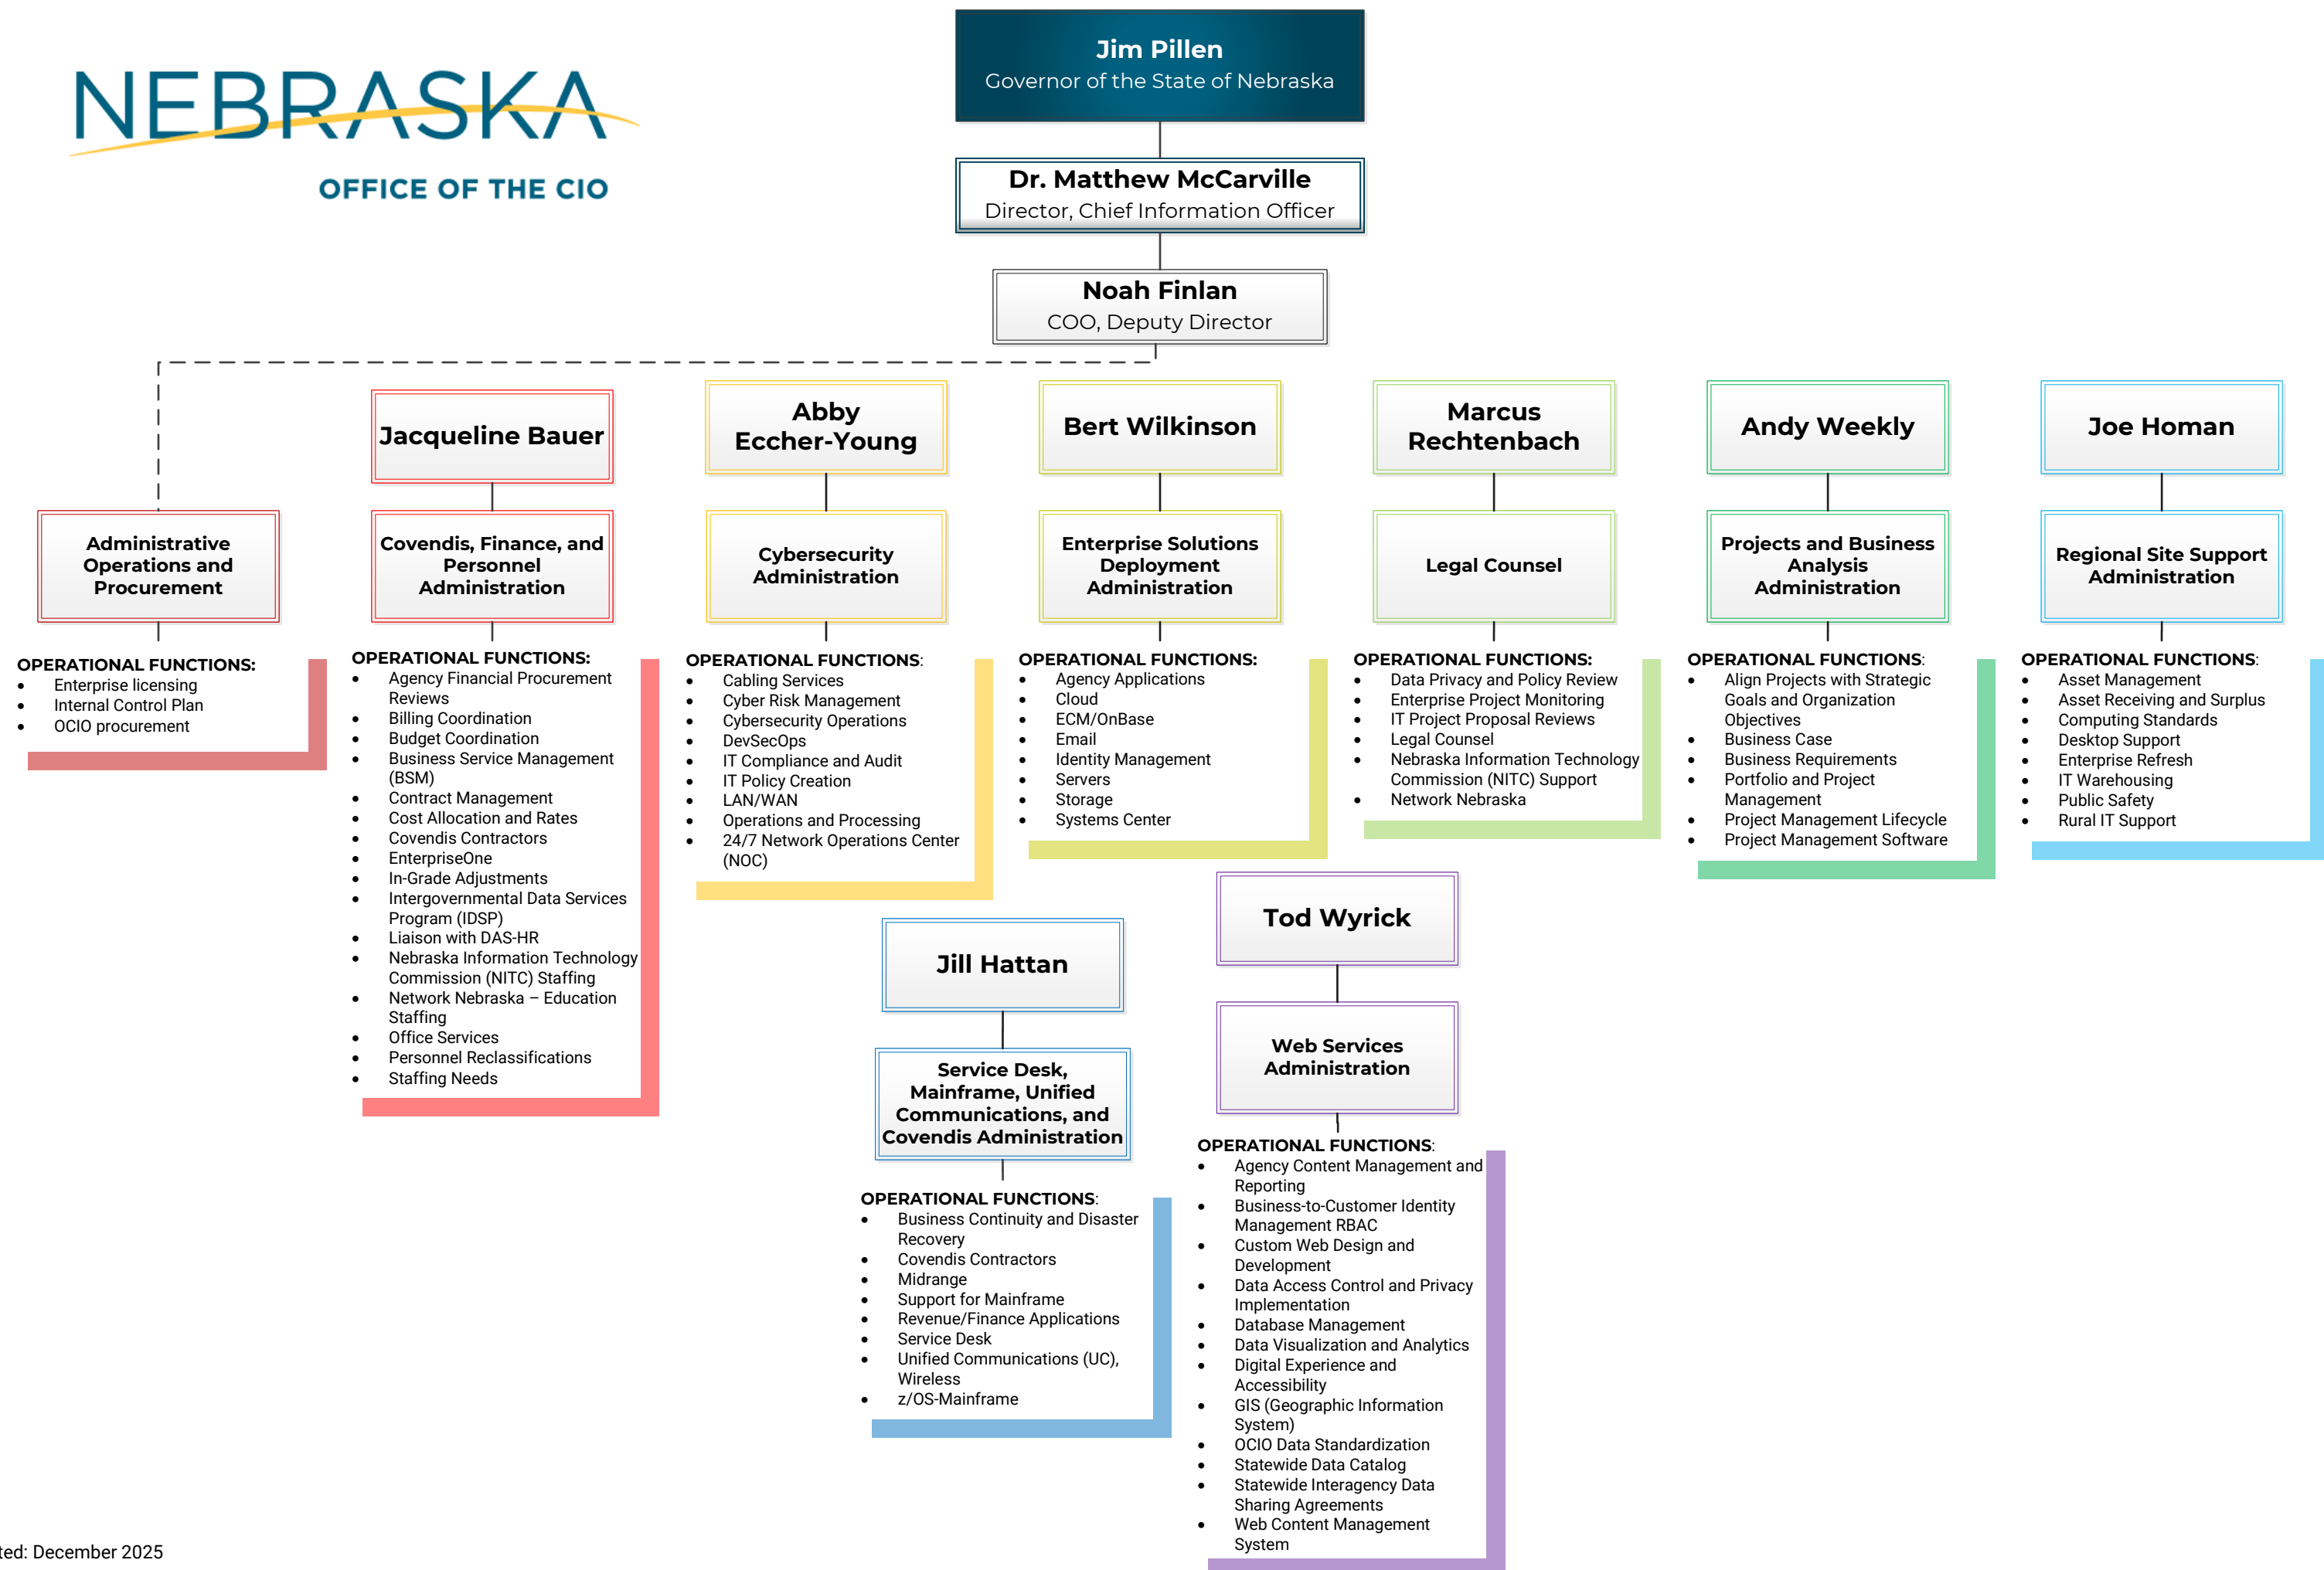 NEBRASKA
OFFICE OF THE CIO
Jim Pillen
Governor of the State of Nebraska
Dr. Matthew McCarville
Director, Chief Information Officer
Noah Finlan
COO, Deputy Director
Administrative
Operations and
Procurement
OPERATIONAL FUNCTIONS:
• Enterprise licensing
• Internal Control Plan
• OCIO procurement
Jacqueline Bauer
Covendis, Finance, and
Personnel
Administration
OPERATIONAL FUNCTIONS:
• Agency Financial Procurement
Reviews
• Billing Coordination
• Budget Coordination
• Business Service Management
(BSM)
• Contract Management
• Cost Allocation and Rates
• Covendis Contractors
• EnterpriseOne
• In-Grade Adjustments
• Intergovernmental Data Services
Program (IDSP)
• Liaison with DAS-HR
• Nebraska Information Technology
Commission (NITC) Staffing
• Network Nebraska – Education
Staffing
• Office Services
• Personnel Reclassifications
• Staffing Needs
Abby
Eccher-Young
Cybersecurity
Administration
OPERATIONAL FUNCTIONS:
• Cabling Services
• Cyber Risk Management
• Cybersecurity Operations
• DevSecOps
• IT Compliance and Audit
• IT Policy Creation
• LAN/WAN
• Operations and Processing
• 24/7 Network Operations Center
(NOC)
Bert Wilkinson
Enterprise Solutions
Deployment
Administration
OPERATIONAL FUNCTIONS:
• Agency Applications
• Cloud
• ECM/OnBase
• Email
• Identity Management
• Servers
• Storage
• Systems Center
Marcus
Rechtenbach
Legal Counsel
OPERATIONAL FUNCTIONS:
• Data Privacy and Policy Review
• Enterprise Project Monitoring
• IT Project Proposal Reviews
• Legal Counsel
• Nebraska Information Technology
Commission (NITC) Support
• Network Nebraska
Andy Weekly
Projects and Business
Analysis
Administration
OPERATIONAL FUNCTIONS:
• Align Projects with Strategic
Goals and Organization
Objectives
• Business Case
• Business Requirements
• Portfolio and Project
Management
• Project Management Lifecycle
• Project Management Software
Joe Homan
Regional Site Support
Administration
OPERATIONAL FUNCTIONS:
• Asset Management
• Asset Receiving and Surplus
• Computing Standards
• Desktop Support
• Enterprise Refresh
• IT Warehousing
• Public Safety
• Rural IT Support
Jill Hattan
Service Desk,
Mainframe, Unified
Communications, and
Covendis Administration
OPERATIONAL FUNCTIONS:
• Business Continuity and Disaster
Recovery
• Covendis Contractors
• Midrange
• Support for Mainframe
• Revenue/Finance Applications
• Service Desk
• Unified Communications (UC),
Wireless
• z/OS-Mainframe
Tod Wyrick
Web Services
Administration
OPERATIONAL FUNCTIONS:
• Agency Content Management and
Reporting
• Business-to-Customer Identity
Management RBAC
• Custom Web Design and
Development
• Data Access Control and Privacy
Implementation
• Database Management
• Data Visualization and Analytics
• Digital Experience and
Accessibility
• GIS (Geographic Information
System)
• OCIO Data Standardization
• Statewide Data Catalog
• Statewide Interagency Data
Sharing Agreements
• Web Content Management
System
ted: December 2025